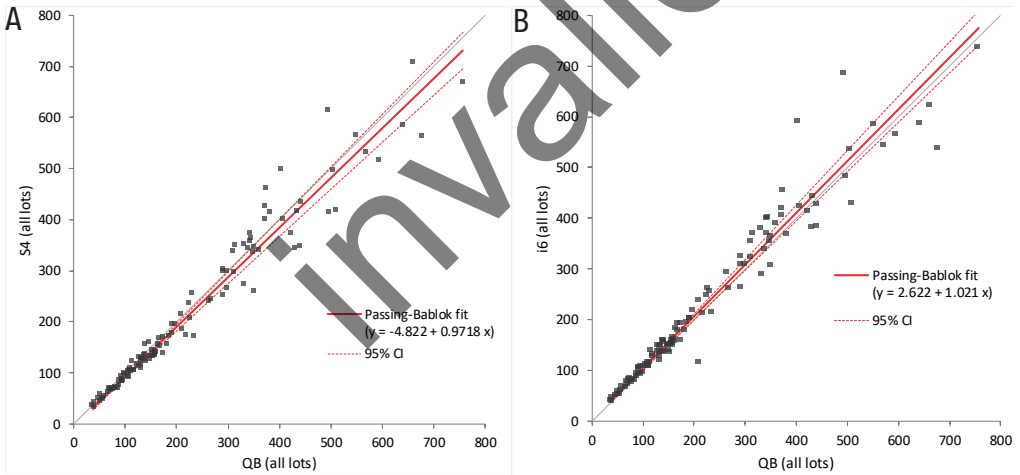 A
800
700
600
500
400
300
200
100
0
S4 (all lots)
0 100 200 300 400 500 600 700 800
QB (all lots)
Passing-Bablok fit
(y = -4.822 + 0.9718 x)
95% CI
B
800
700
600
500
400
300
200
100
0
i6 (all lots)
0 100 200 300 400 500 600 700 800
QB (all lots)
Passing-Bablok fit
(y = 2.622 + 1.021 x)
95% CI